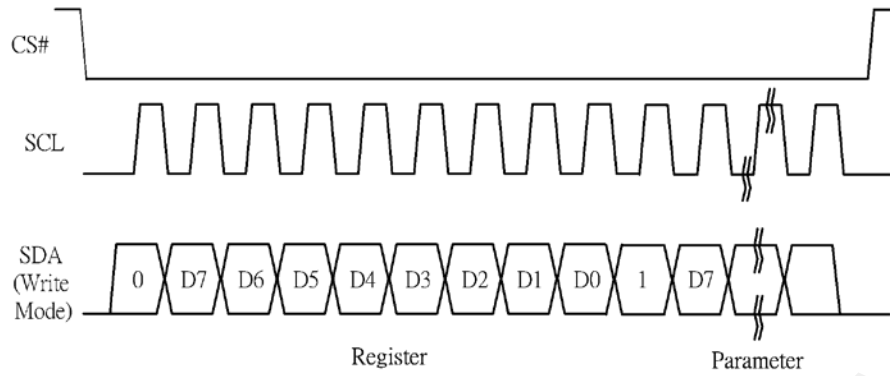 CS#
SCL
SDA
(Write
Mode)
0 D7 D6 D5 D4 D3 D2 D1 D0 1 D7
Register Parameter